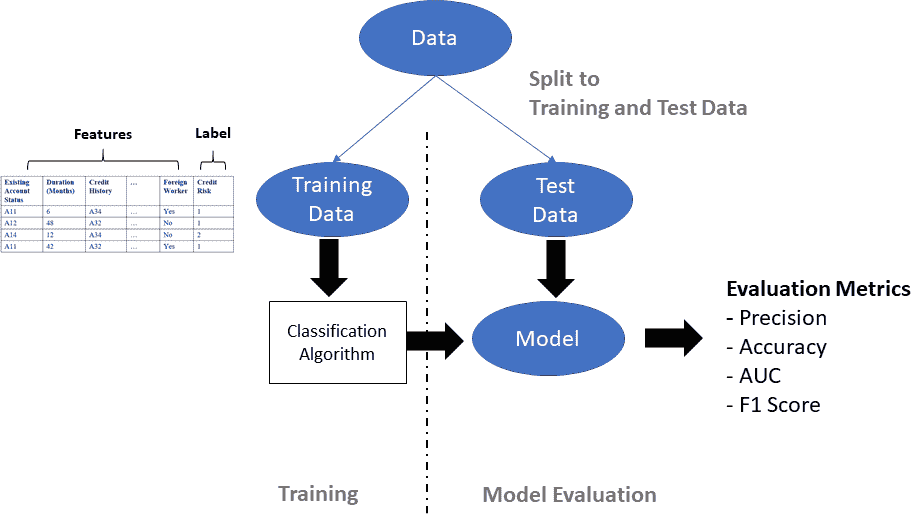 Data
Split to
Training and Test Data
Features
Label
Existing Account Status Duration (Months) Credit History ... Foreign Worker Credit Risk
A11 6 A34 ... Yes 1
A12 48 A32 ... No 1
A14 12 A34 ... No 2
A11 42 A32 ... Yes 1
Training
Data
Test
Data
Classification
Algorithm
Model
Evaluation Metrics
- Precision
- Accuracy
- AUC
- F1 Score
Training
Model Evaluation